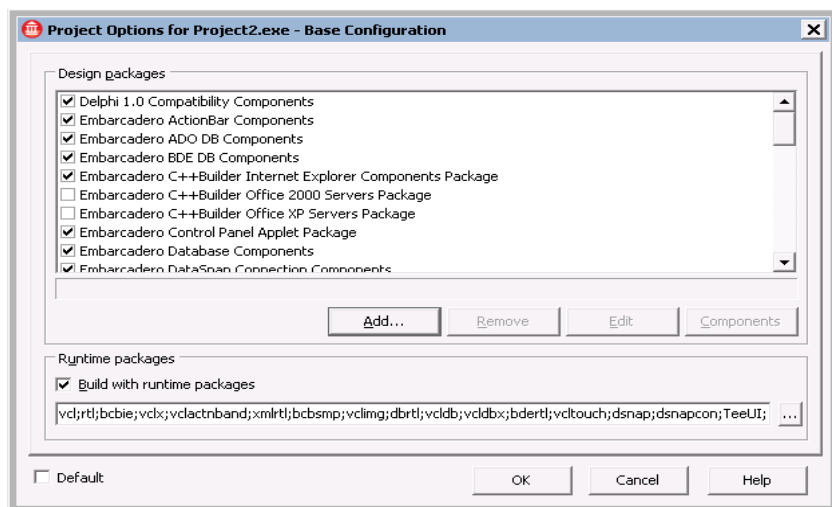 Project Options for Project2.exe - Base Configuration
Design packages
Delphi 1.0 Compatibility Components
Embarcadero ActionBar Components
Embarcadero ADO DB Components
Embarcadero BDE DB Components
Embarcadero C++Builder Internet Explorer Components Package
Embarcadero C++Builder Office 2000 Servers Package
Embarcadero C++Builder Office XP Servers Package
Embarcadero Control Panel Applet Package
Embarcadero Database Components
Embarcadero DataSnap Connection Components
Add... Remove Edit Components
Runtime packages
Build with runtime packages
vcl;rtl;bcbie;vclx;vclactnband;xmlrtl;bcbsmp;vclimg;dbrtl;vcldb;vcldbx;bdertl;vcltouch;dsnap;dsnapcon;TeeUI; ...
Default OK Cancel Help